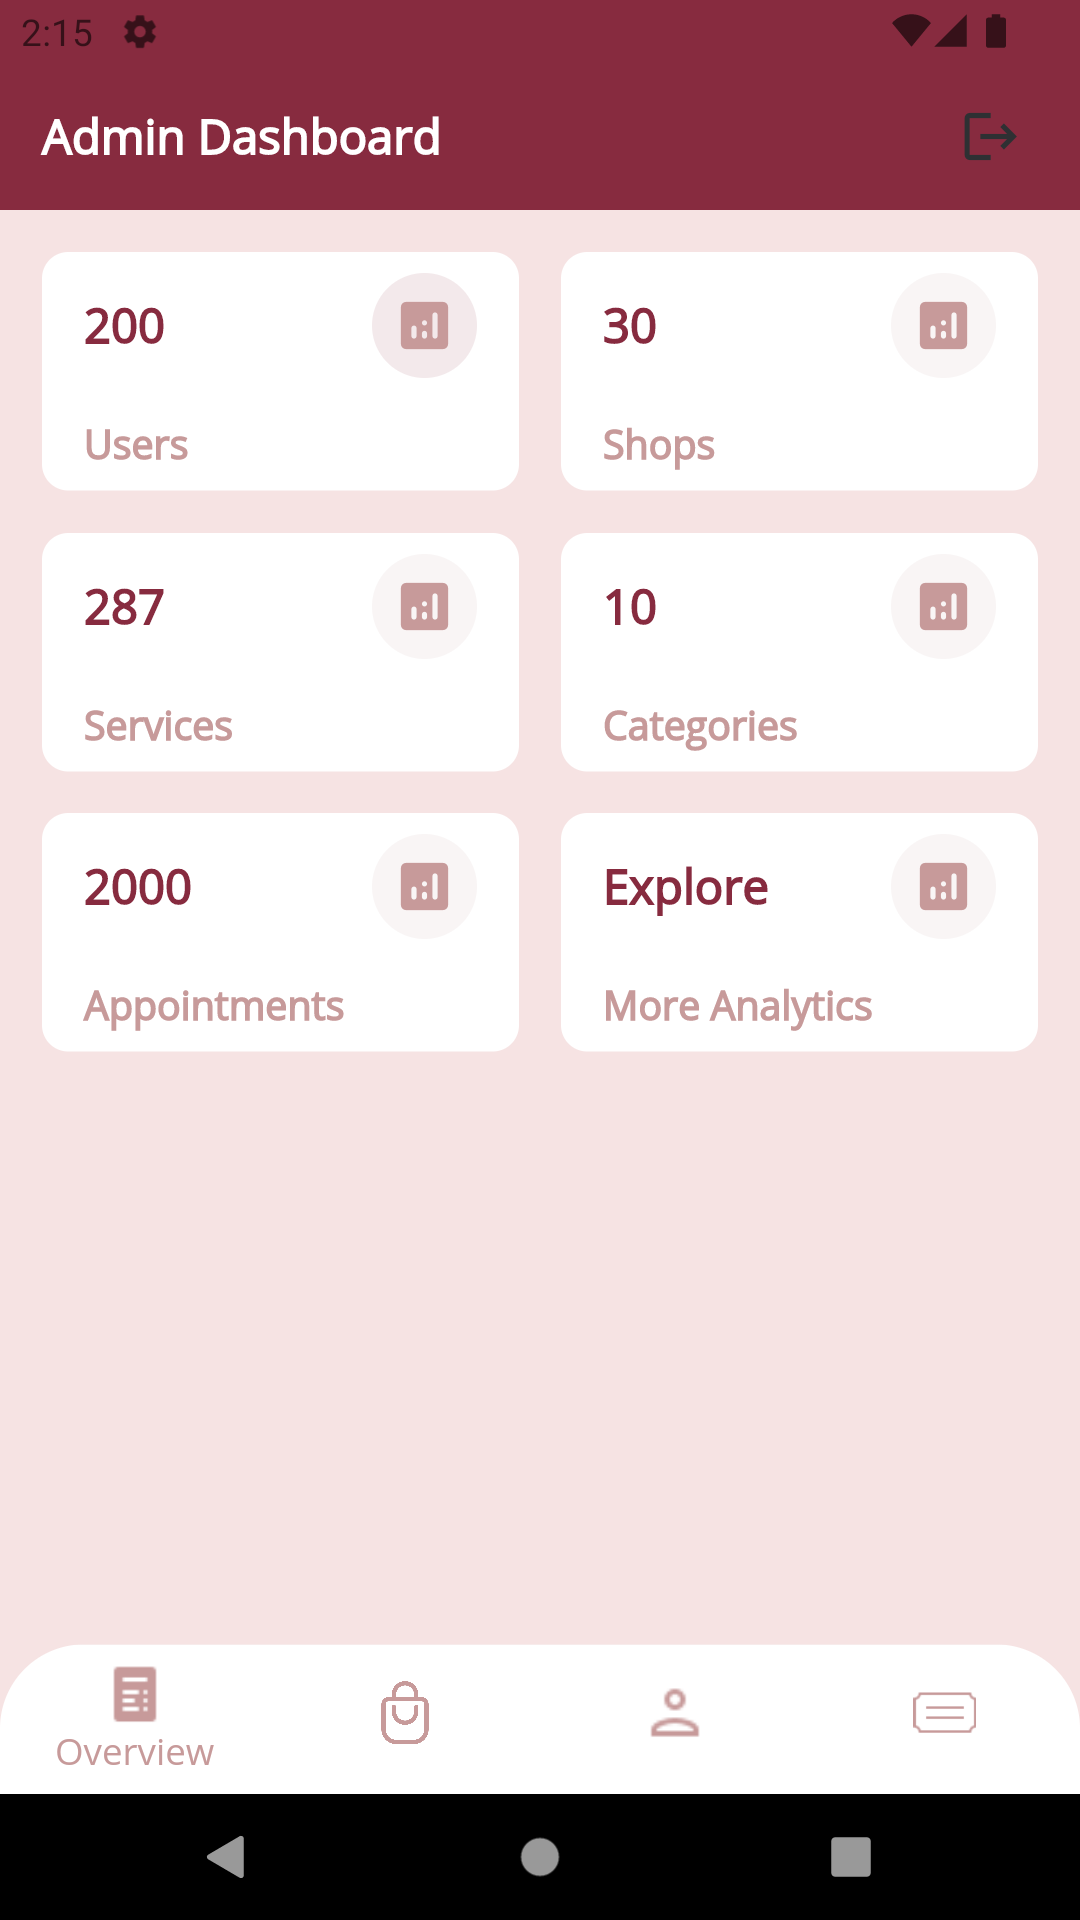 2:15
Admin Dashboard
200
Users
30
Shops
287
Services
10
Categories
2000
Appointments
Explore
More Analytics
Overview